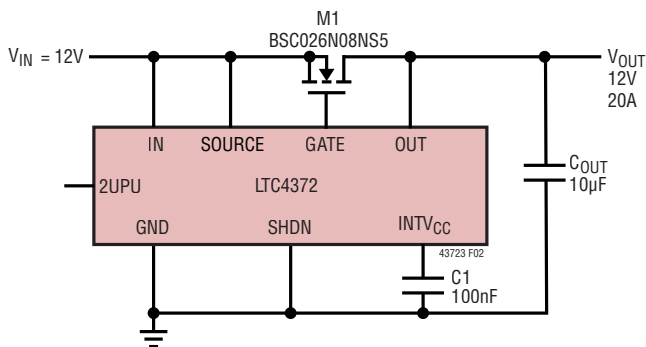 M1
BSC026N08NS5
VIN = 12V
VOUT
12V
20A
IN SOURCE GATE OUT
2UPU LTC4372
COUT
10µF
GND SHDN INTVCC
43723 F02
C1
100nF